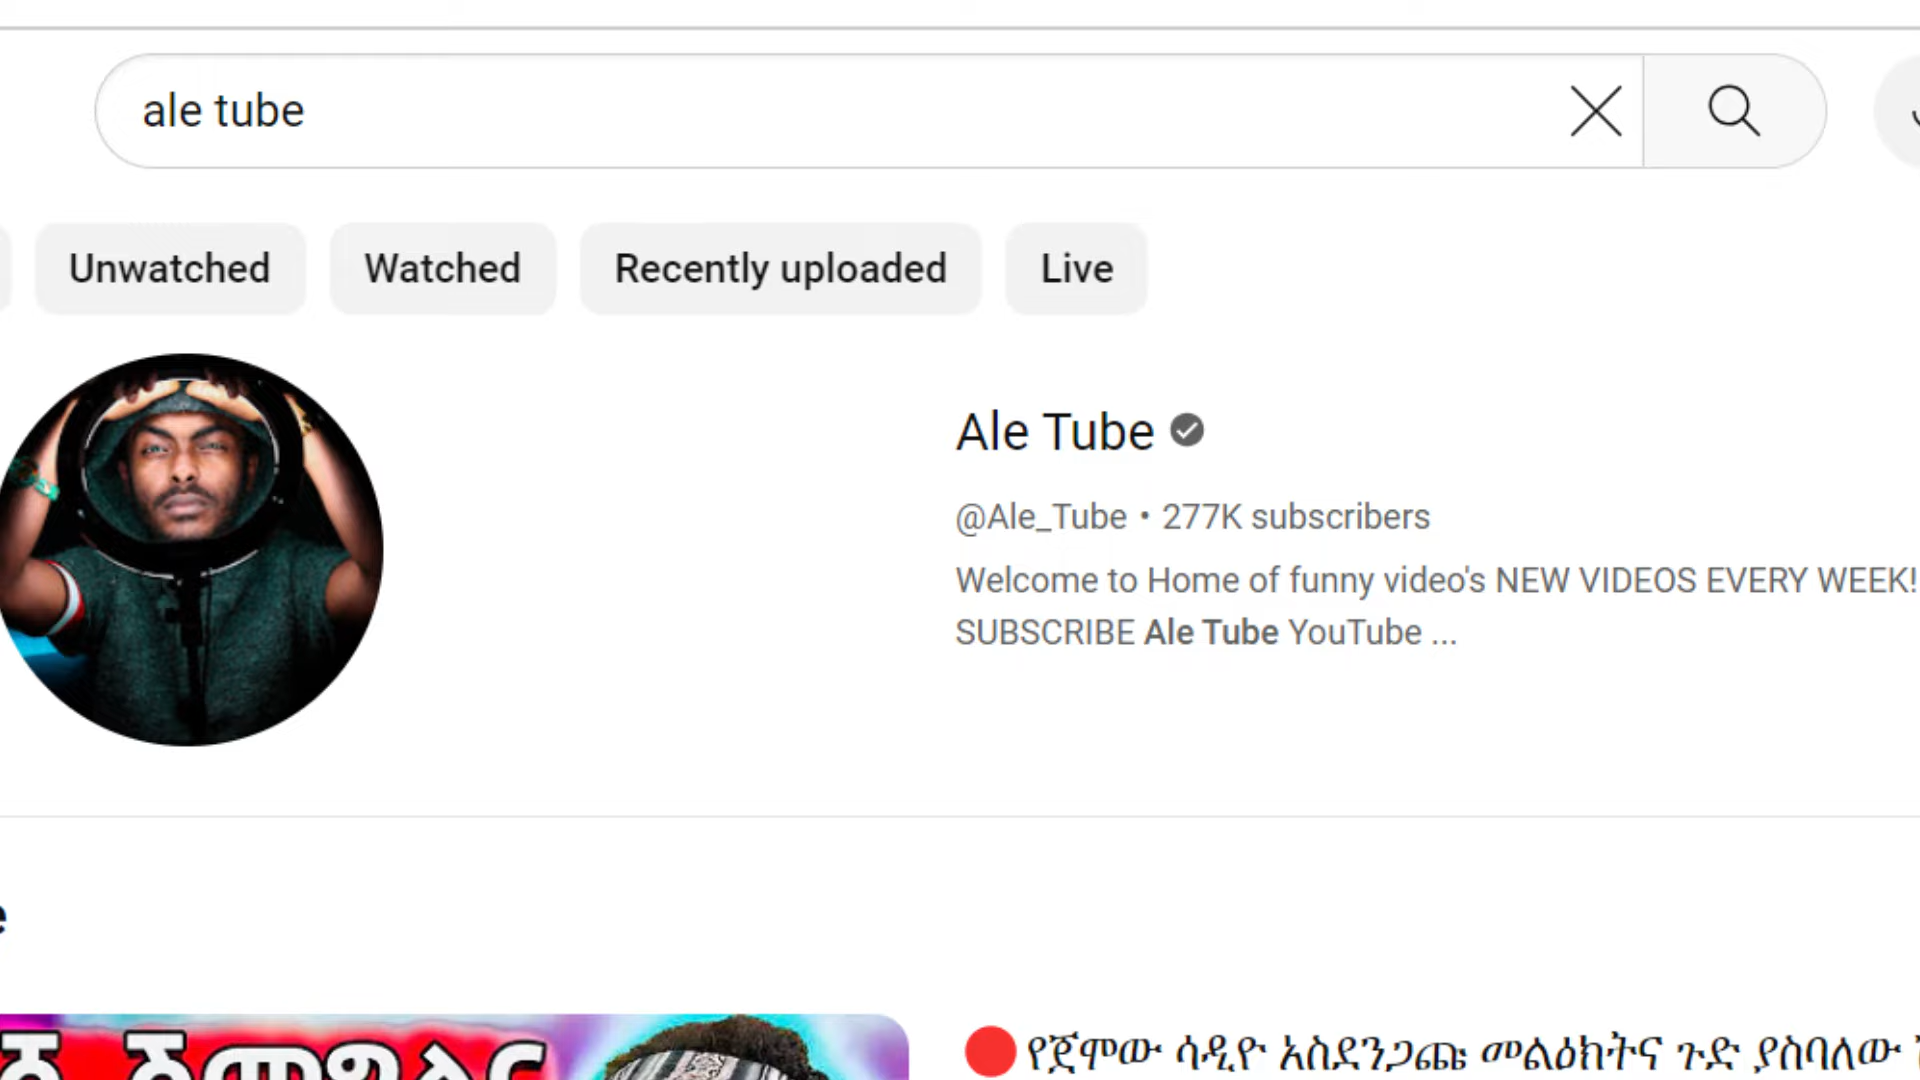 ale tube
Unwatched Watched Recently uploaded Live
Ale Tube
@Ale_Tube • 277K subscribers
Welcome to Home of funny video's NEW VIDEOS EVERY WEEK!
SUBSCRIBE Ale Tube YouTube ...
የጀሞው ሳዲዮ አስደንጋጩ መልዕክትና ጉድ ያስባለው